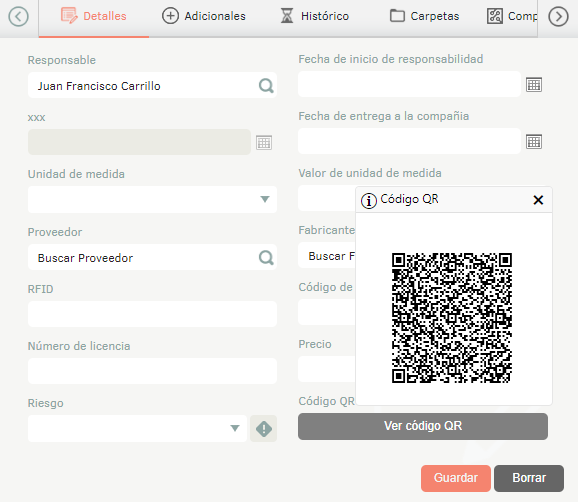 Detalles
Adicionales
Histórico
Carpetas
Comp
Responsable
Juan Francisco Carrillo
Fecha de inicio de responsabilidad
xxx
Fecha de entrega a la compañia
Unidad de medida
Valor de unidad de medida
Código QR
Proveedor
Buscar Proveedor
Fabricante
Buscar F
RFID
Código de
Número de licencia
Precio
Riesgo
Código QR
Ver código QR
Guardar
Borrar